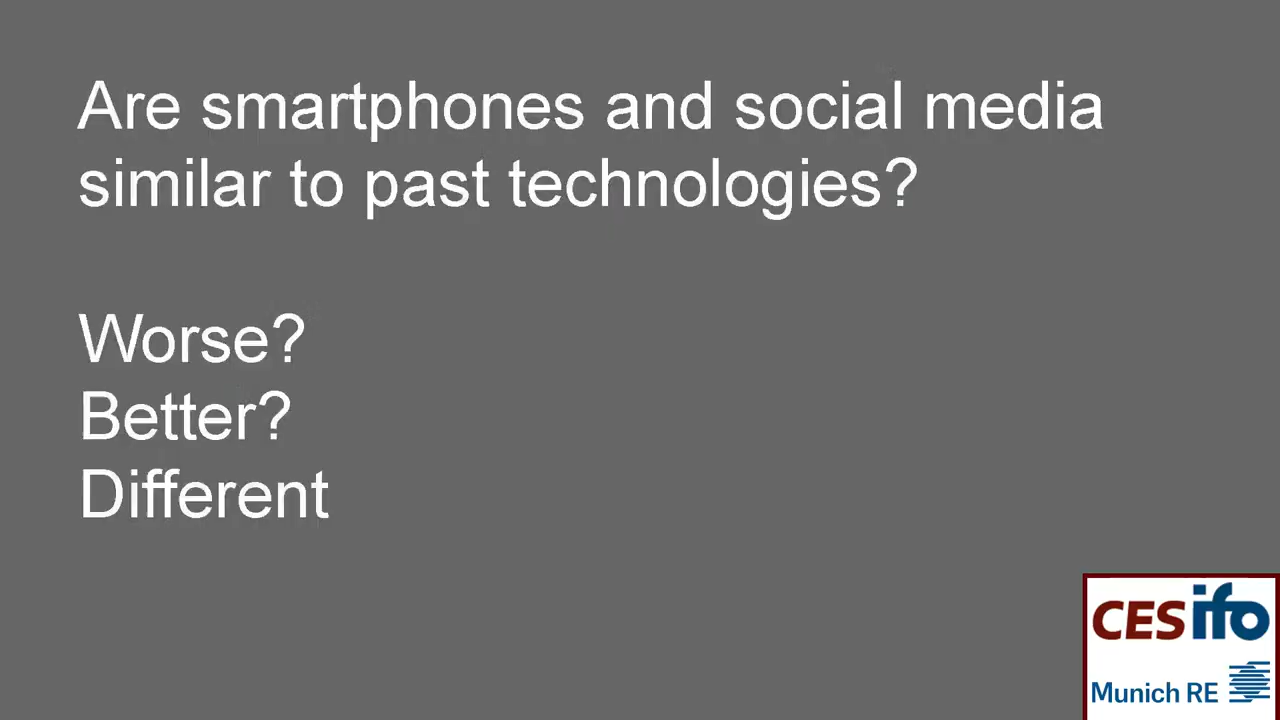 Are smartphones and social media
similar to past technologies?
Worse?
Better?
Different
CESifo
Munich RE